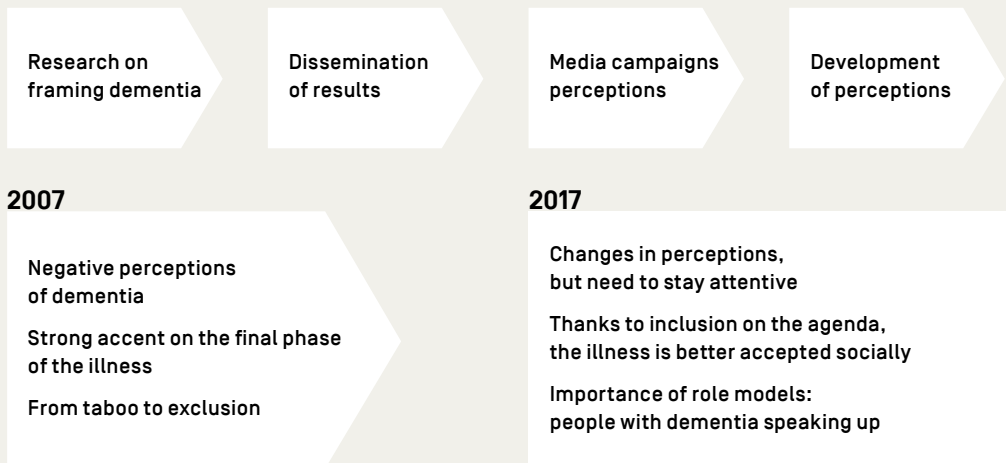 Research on
framing dementia
Dissemination
of results
Media campaigns
perceptions
Development
of perceptions
2007
Negative perceptions
of dementia
Strong accent on the final phase
of the illness
From taboo to exclusion
2017
Changes in perceptions,
but need to stay attentive
Thanks to inclusion on the agenda,
the illness is better accepted socially
Importance of role models:
people with dementia speaking up